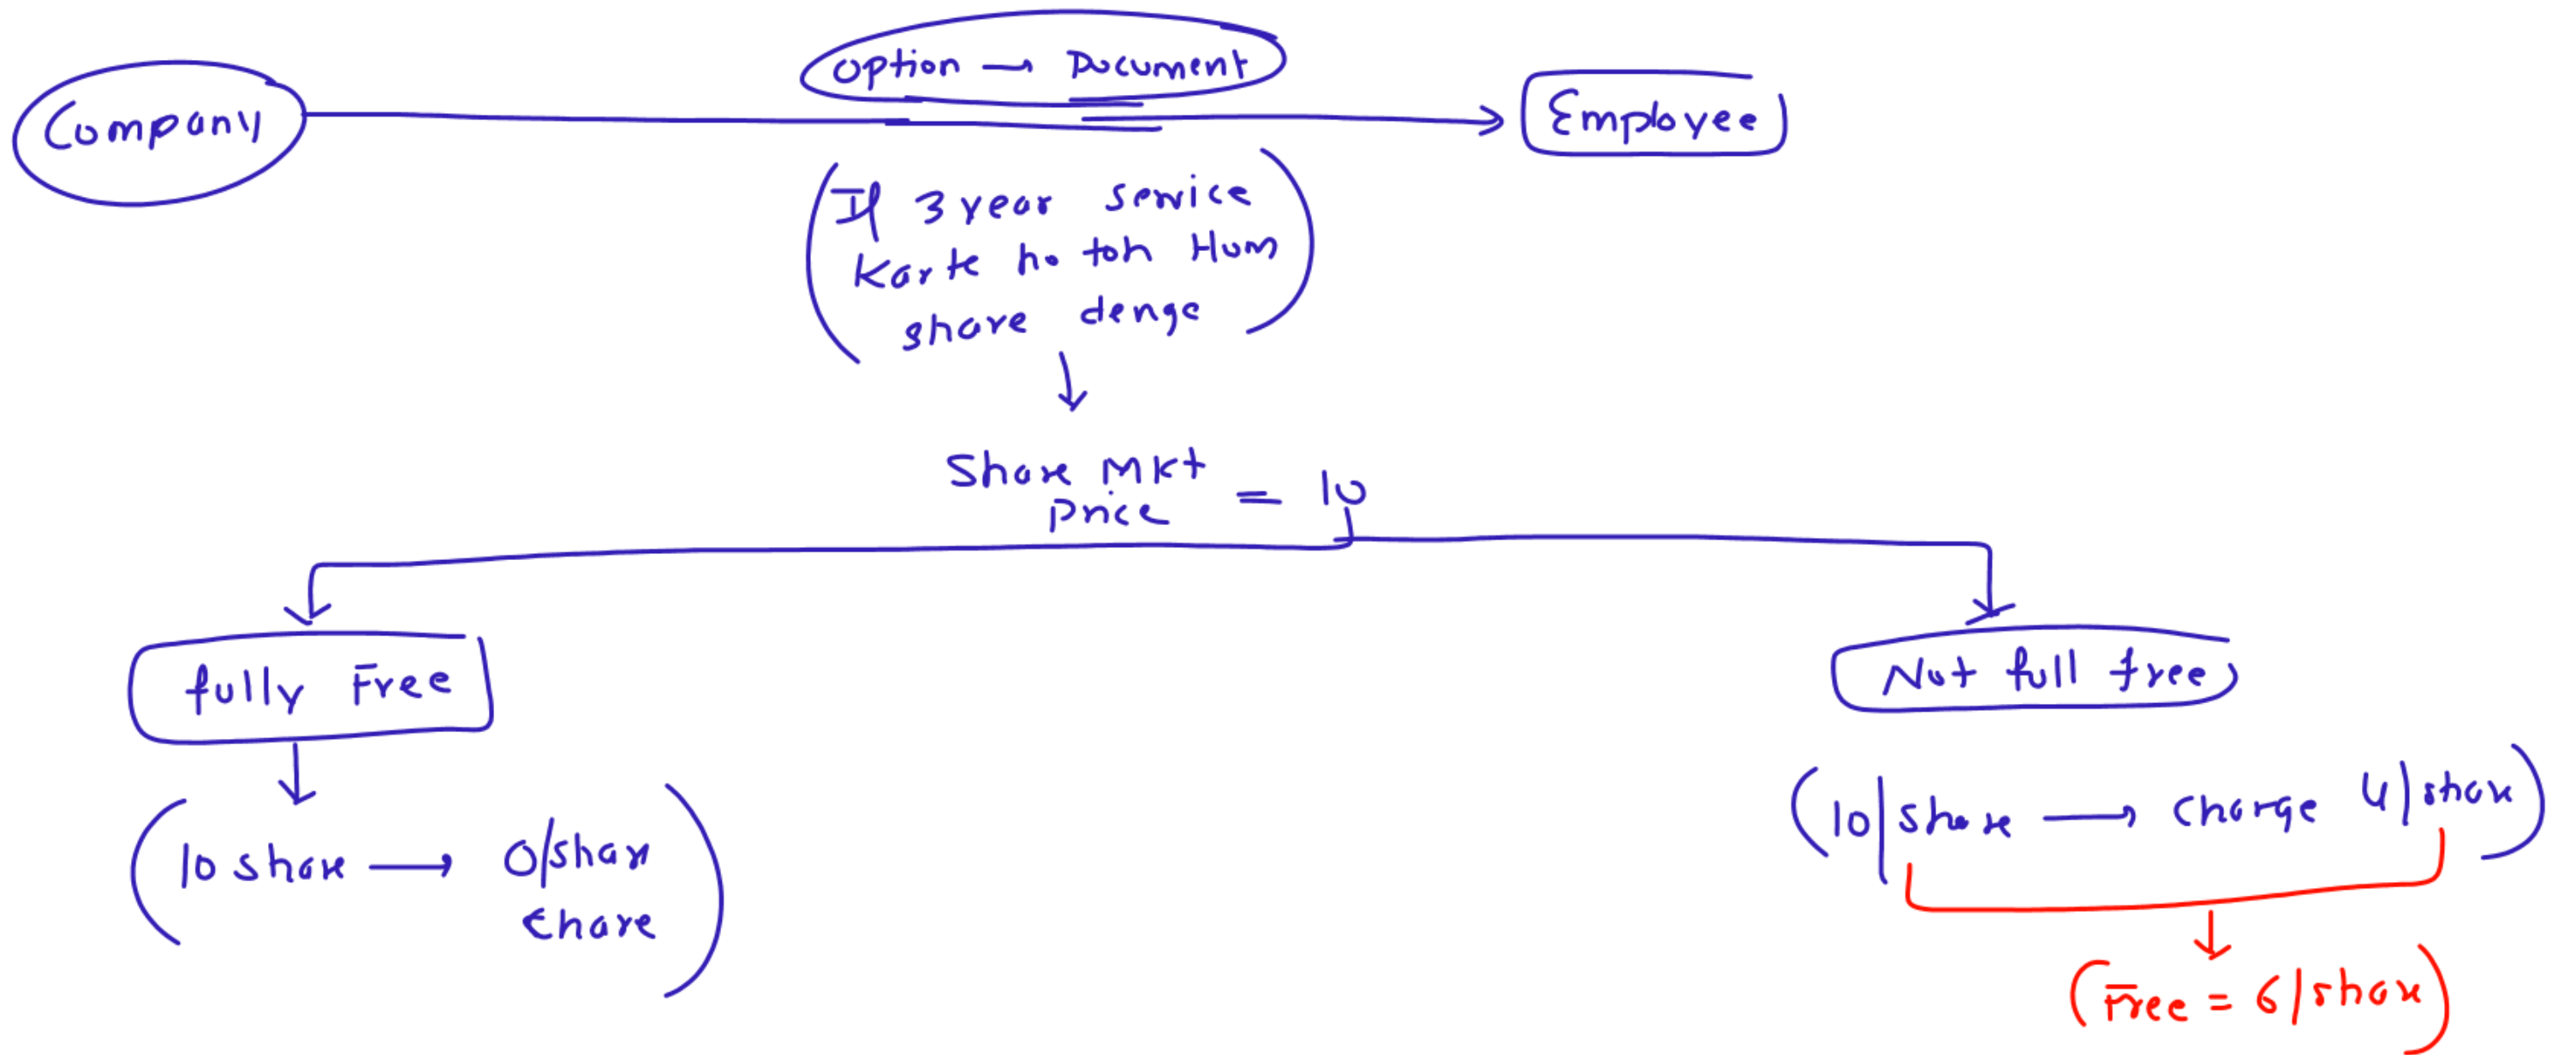 Option → Document
Company
Employee
If 3 year service
Karte ho toh Hum
share denge
Share Mkt
Price = 10
fully Free
Not full free
10 share → 0/share
10/share → charge 4/share
Free = 6/share